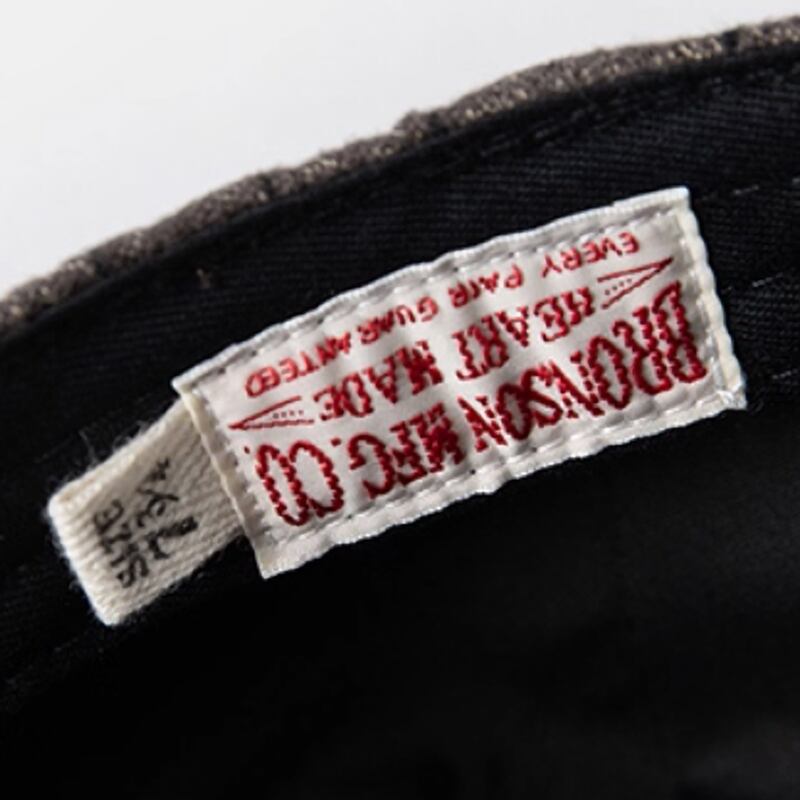 BRONSON MFG. CO.
HEART MADE
EVERY PAIR GUARANTEED
SIZE